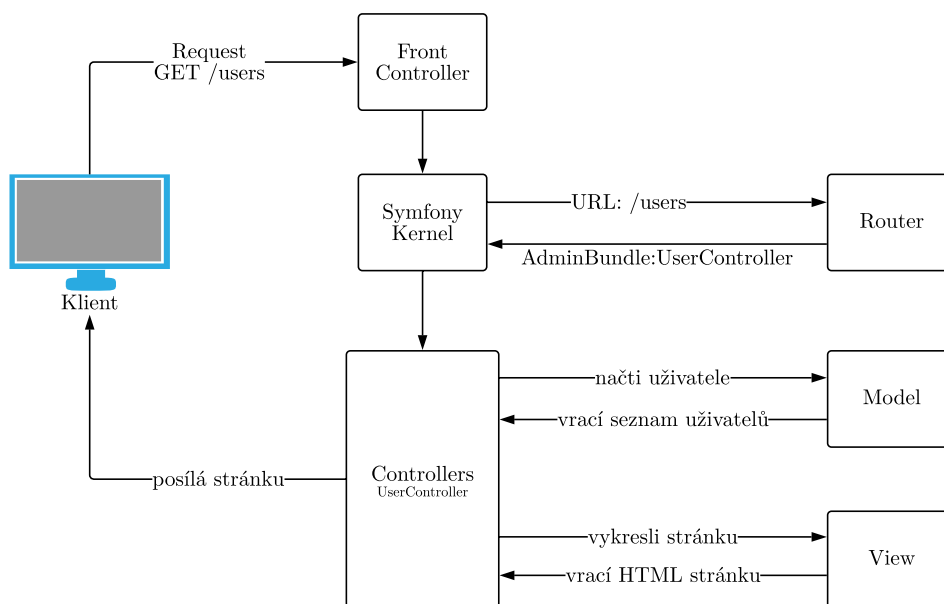 Request
GET /users
Front
Controller
Symfony
Kernel
URL: /users
AdminBundle:UserController
Router
Klient
načti uživatele
vrací seznam uživatelů
Model
Controllers
UserController
posílá stránku
vykresli stránku
vrací HTML stránku
View